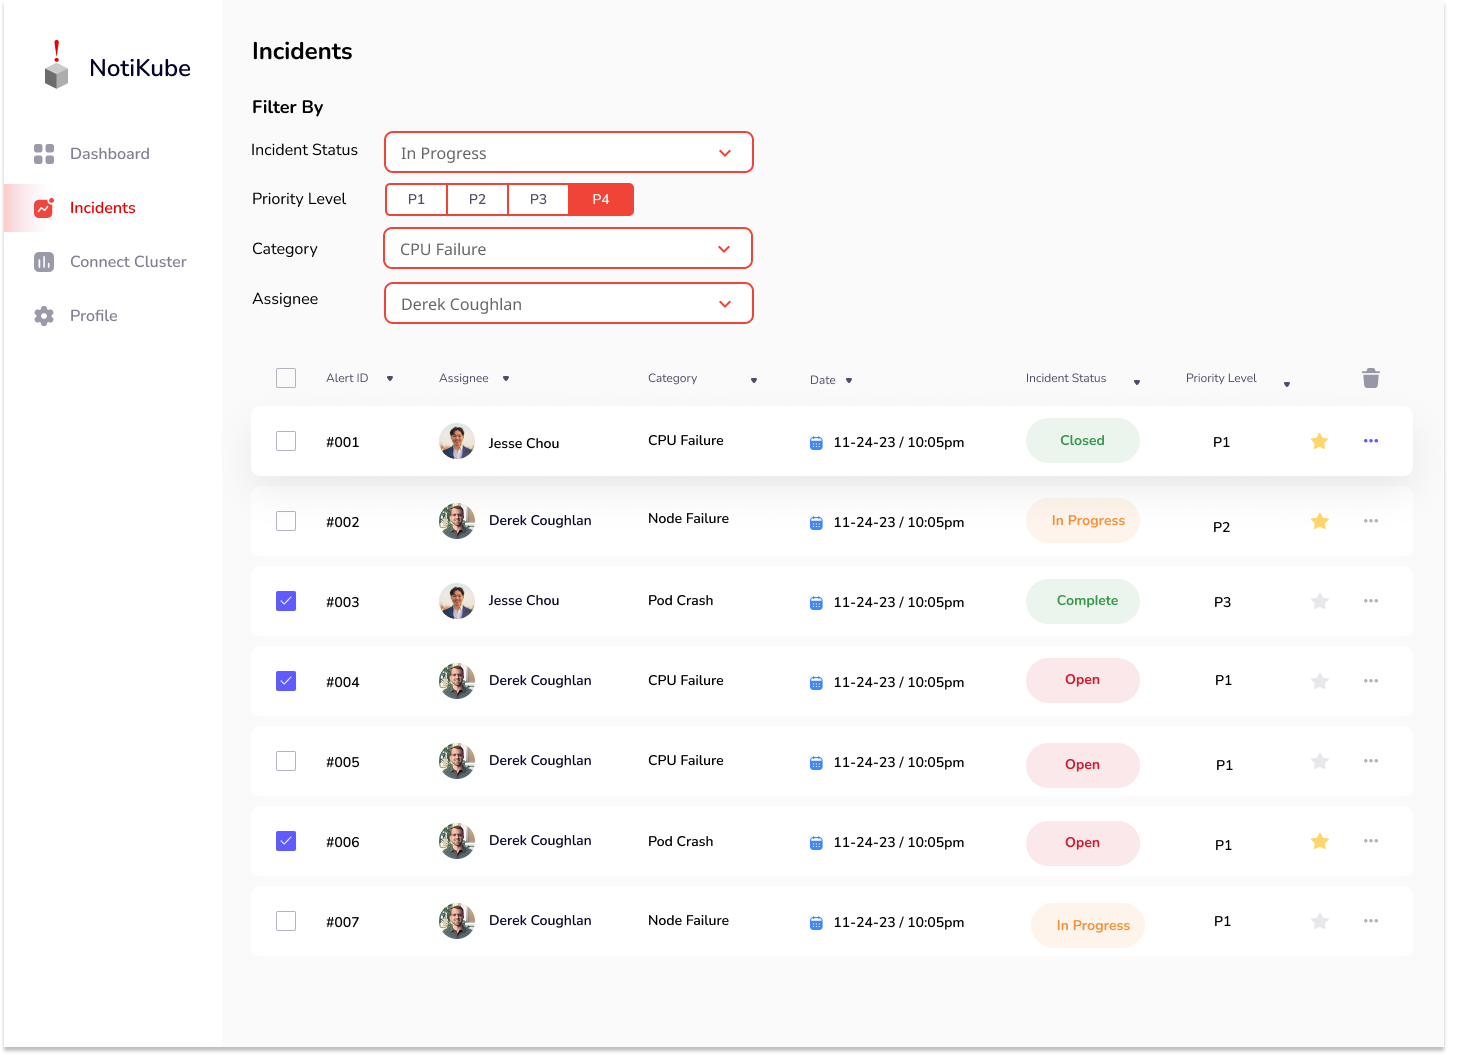 NotiKube
Dashboard
Incidents
Connect Cluster
Profile
Incidents
Filter By
Incident Status In Progress
Priority Level P1 P2 P3 P4
Category CPU Failure
Assignee Derek Coughlan
Alert ID Assignee Category Date Incident Status Priority Level
#001 Jesse Chou CPU Failure 11-24-23 / 10:05pm Closed P1
#002 Derek Coughlan Node Failure 11-24-23 / 10:05pm In Progress P2
#003 Jesse Chou Pod Crash 11-24-23 / 10:05pm Complete P3
#004 Derek Coughlan CPU Failure 11-24-23 / 10:05pm Open P1
#005 Derek Coughlan CPU Failure 11-24-23 / 10:05pm Open P1
#006 Derek Coughlan Pod Crash 11-24-23 / 10:05pm Open P1
#007 Derek Coughlan Node Failure 11-24-23 / 10:05pm In Progress P1